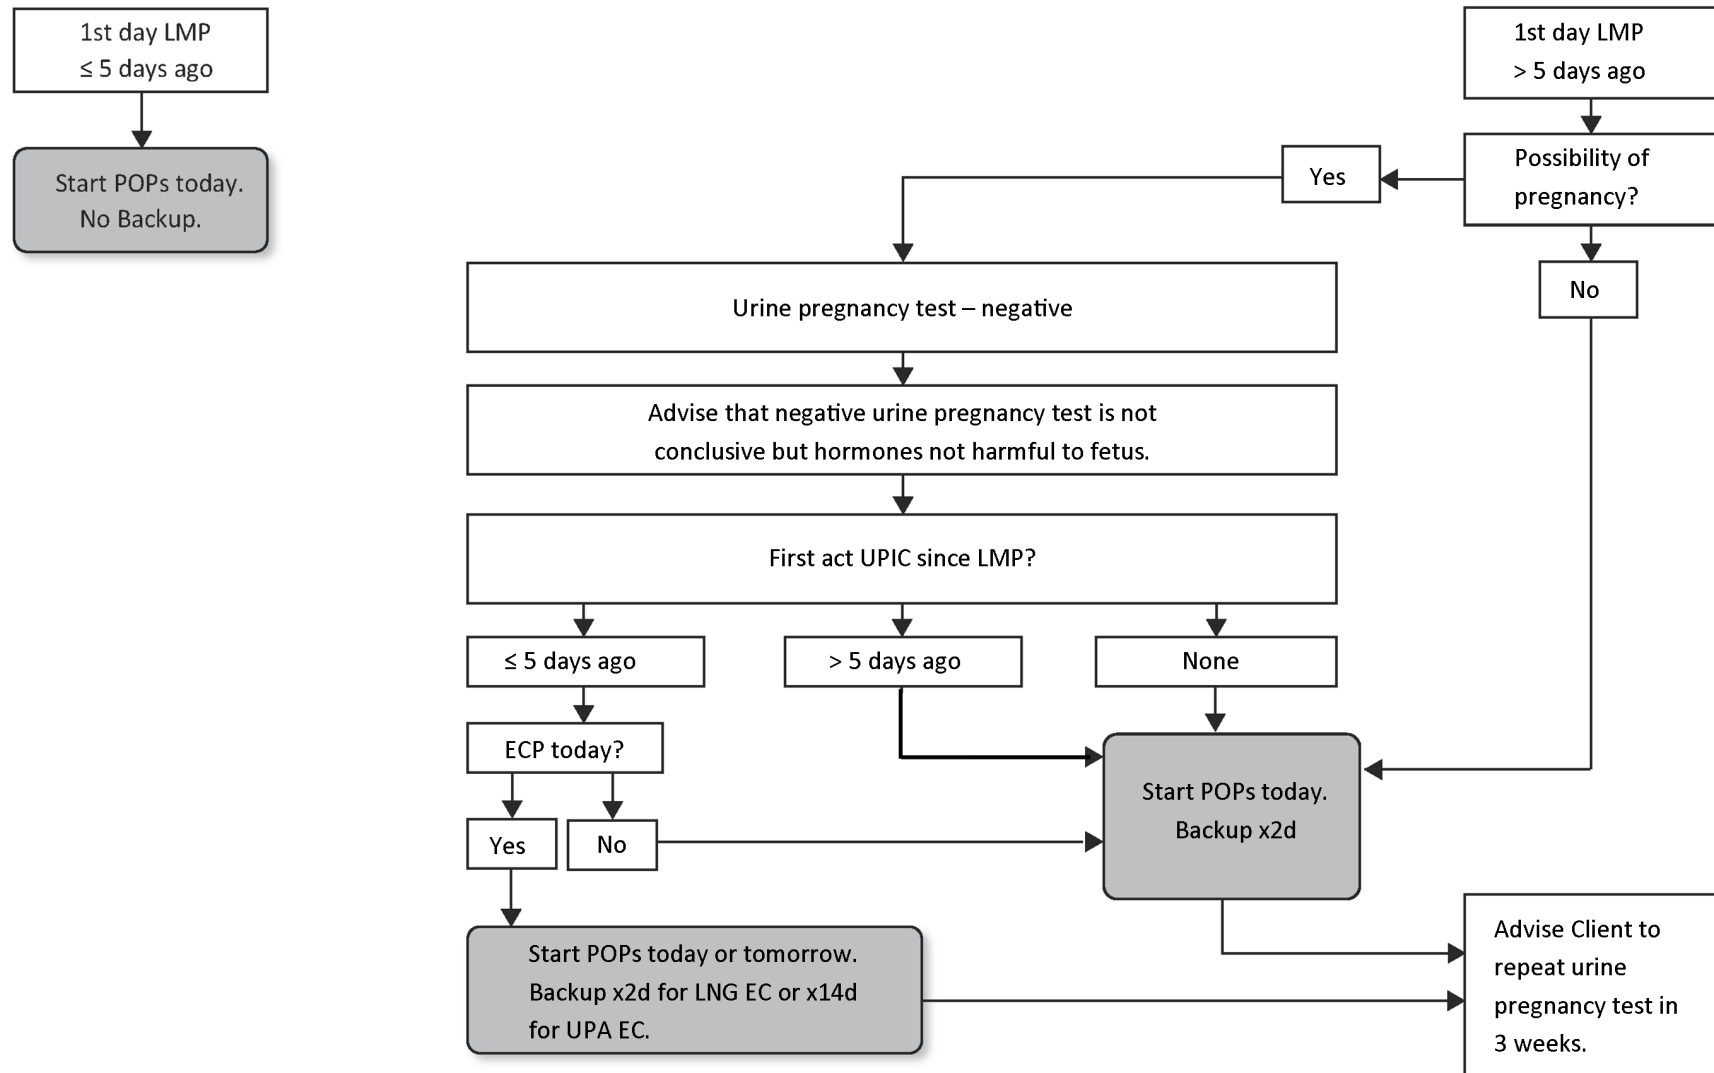 1st day LMP
≤ 5 days ago
Start POPs today.
No Backup.
1st day LMP
> 5 days ago
Possibility of
pregnancy?
Yes
No
Urine pregnancy test – negative
Advise that negative urine pregnancy test is not
conclusive but hormones not harmful to fetus.
First act UPIC since LMP?
≤ 5 days ago
> 5 days ago
None
ECP today?
Yes
No
Start POPs today.
Backup x2d
Start POPs today or tomorrow.
Backup x2d for LNG EC or x14d
for UPA EC.
Advise Client to
repeat urine
pregnancy test in
3 weeks.